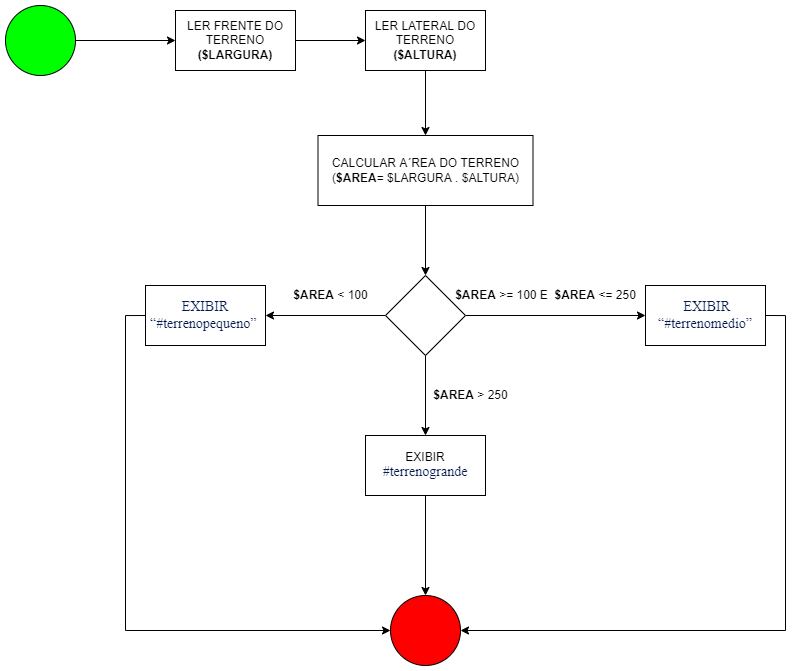 LER FRENTE DO
TERRENO
($LARGURA)
LER LATERAL DO
TERRENO
($ALTURA)
CALCULAR A´REA DO TERRENO
($AREA= $LARGURA . $ALTURA)
$AREA < 100
$AREA >= 100 E $AREA <= 250
EXIBIR
“#terrenopequeno”
EXIBIR
“#terrenomedio”
$AREA > 250
EXIBIR
#terrenogrande